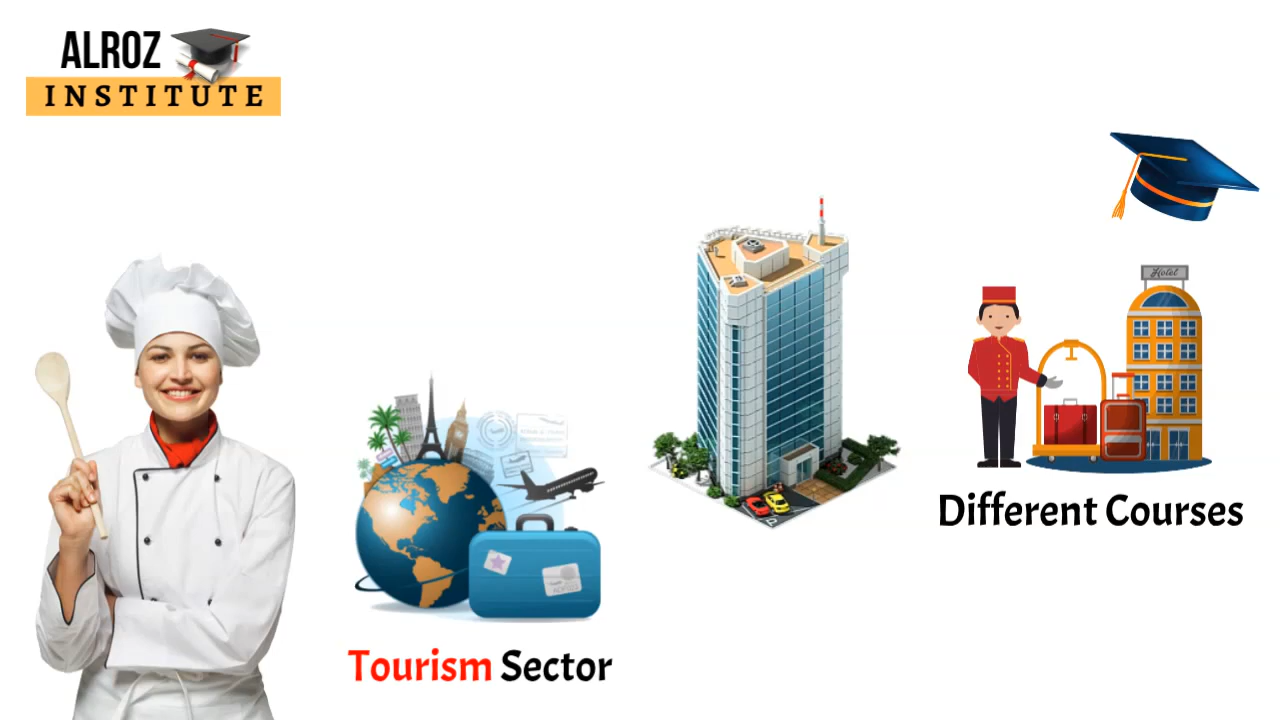 ALROZ
INSTITUTE
Hotel
Different Courses
Tourism Sector